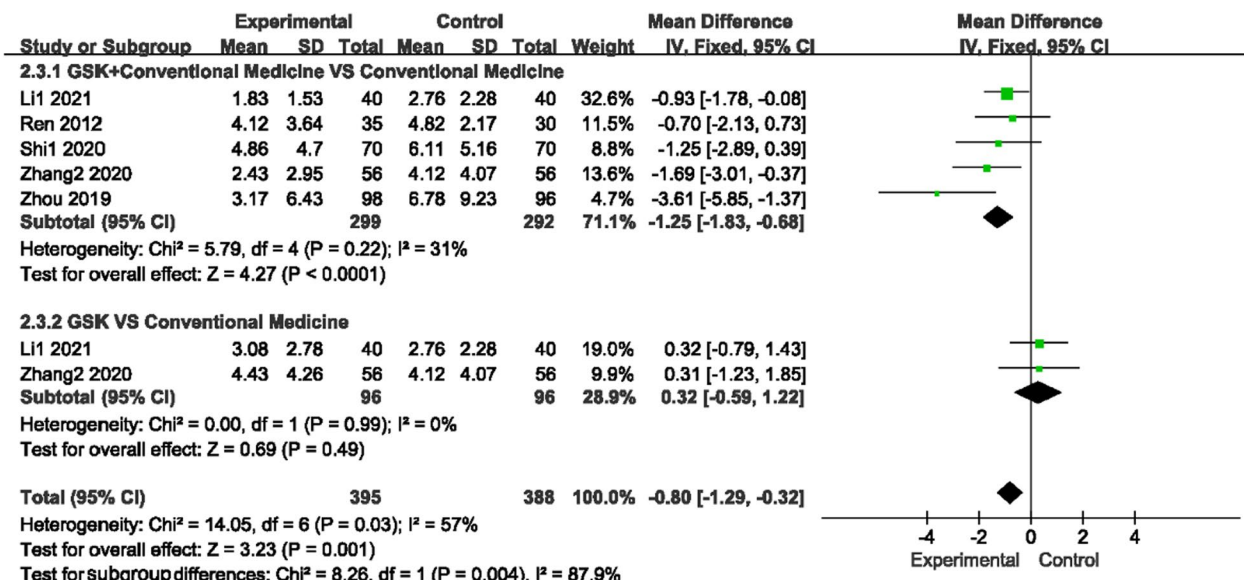 Experimental Control Mean Difference Mean Difference
Study or Subgroup Mean SD Total Mean SD Total Weight IV, Fixed, 95% CI IV, Fixed, 95% CI
2.3.1 GSK+Conventional Medicine VS Conventional Medicine
Li1 2021 1.83 1.53 40 2.76 2.28 40 32.6% -0.93 [-1.78, -0.08]
Ren 2012 4.12 3.64 35 4.82 2.17 30 11.5% -0.70 [-2.13, 0.73]
Shi1 2020 4.86 4.7 70 6.11 5.16 70 8.8% -1.25 [-2.89, 0.39]
Zhang2 2020 2.43 2.95 56 4.12 4.07 56 13.6% -1.69 [-3.01, -0.37]
Zhou 2019 3.17 6.43 98 6.78 9.23 96 4.7% -3.61 [-5.85, -1.37]
Subtotal (95% CI) 299 292 71.1% -1.25 [-1.83, -0.68]
Heterogeneity: Chi² = 5.79, df = 4 (P = 0.22); I² = 31%
Test for overall effect: Z = 4.27 (P < 0.0001)
2.3.2 GSK VS Conventional Medicine
Li1 2021 3.08 2.78 40 2.76 2.28 40 19.0% 0.32 [-0.79, 1.43]
Zhang2 2020 4.43 4.26 56 4.12 4.07 56 9.9% 0.31 [-1.23, 1.85]
Subtotal (95% CI) 96 96 28.9% 0.32 [-0.59, 1.22]
Heterogeneity: Chi² = 0.00, df = 1 (P = 0.99); I² = 0%
Test for overall effect: Z = 0.69 (P = 0.49)
Total (95% CI) 395 388 100.0% -0.80 [-1.29, -0.32]
Heterogeneity: Chi² = 14.05, df = 6 (P = 0.03); I² = 57%
Test for overall effect: Z = 3.23 (P = 0.001)
Test for subgroup differences: Chi² = 8.26, df = 1 (P = 0.004), I² = 87.9%
-4 -2 0 2 4
Experimental Control